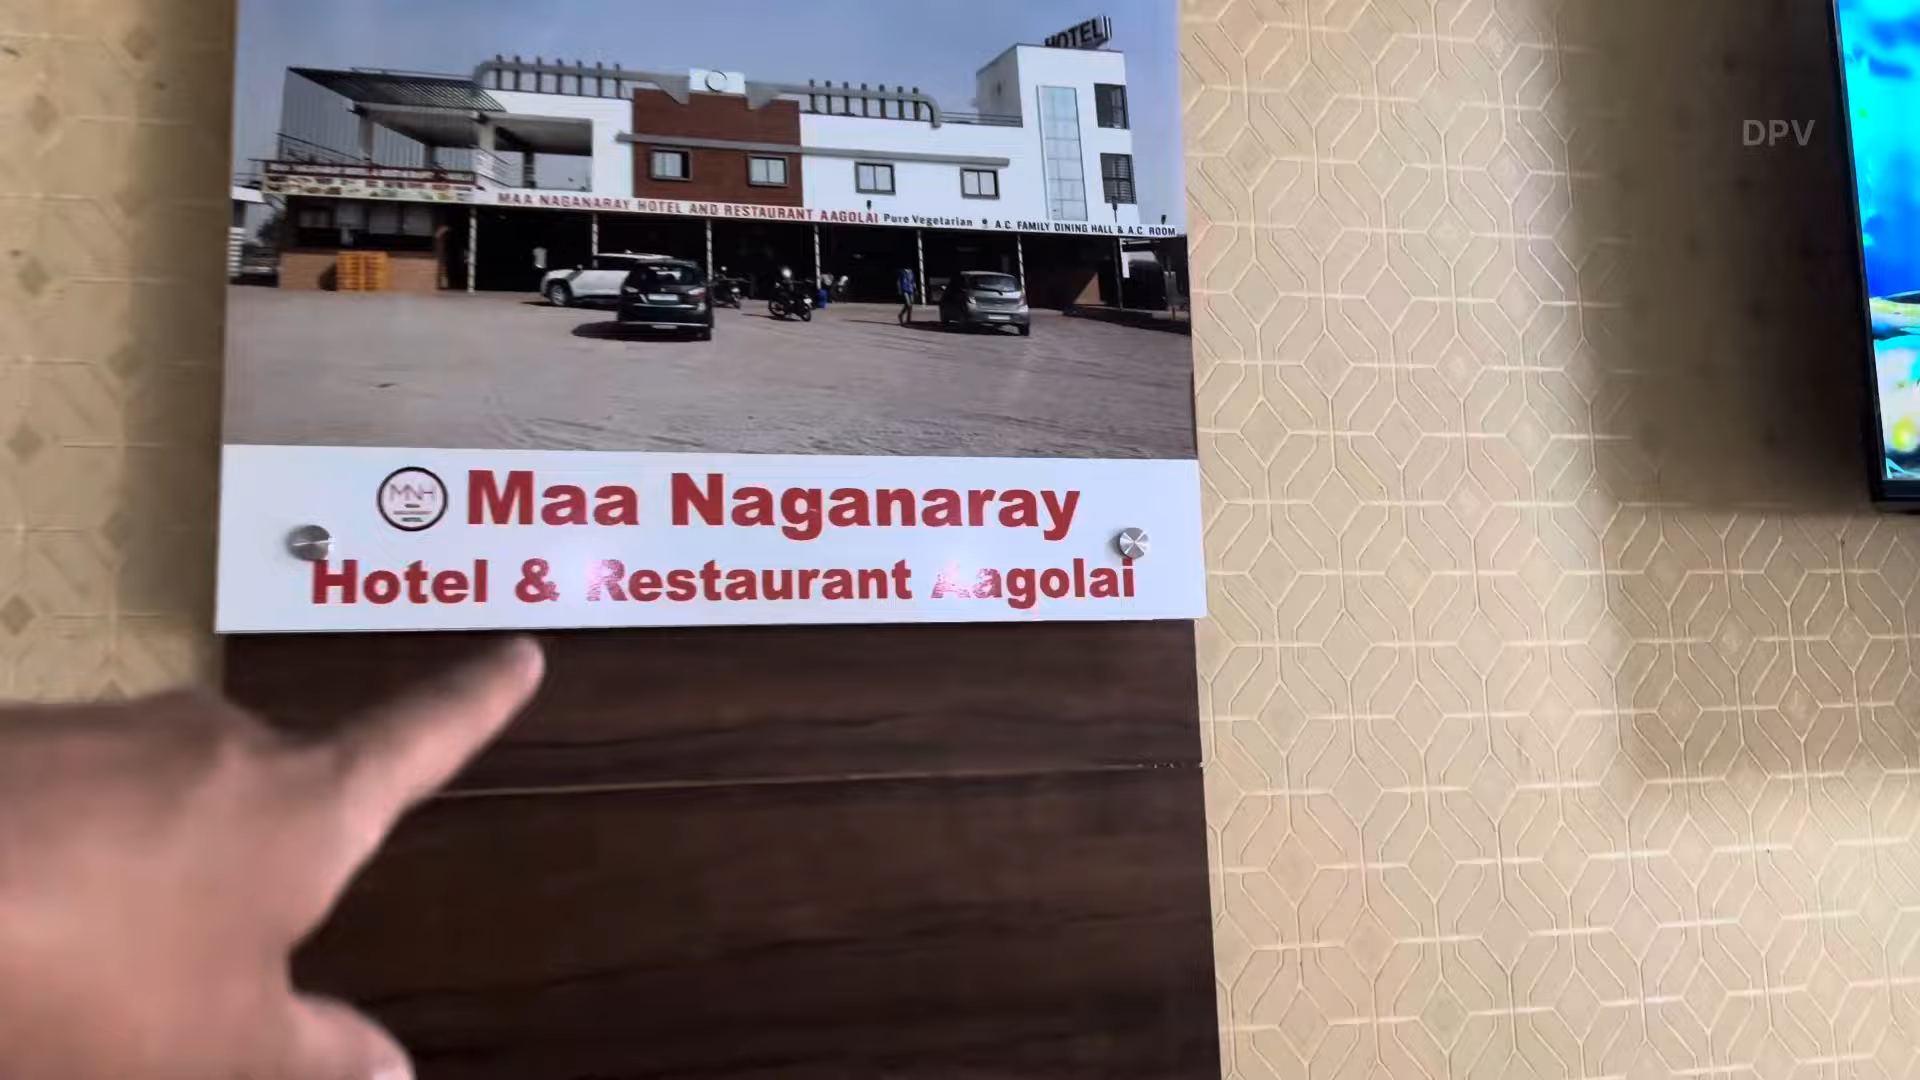 HOTEL
MAA NAGANARAY HOTEL AND RESTAURANT AAGOLAI Pure Vegetarian * A.C. FAMILY DINING HALL & A.C. ROOM
DPV
MNH
Maa Naganaray
HOTEL
Hotel & Restaurant Aagolai